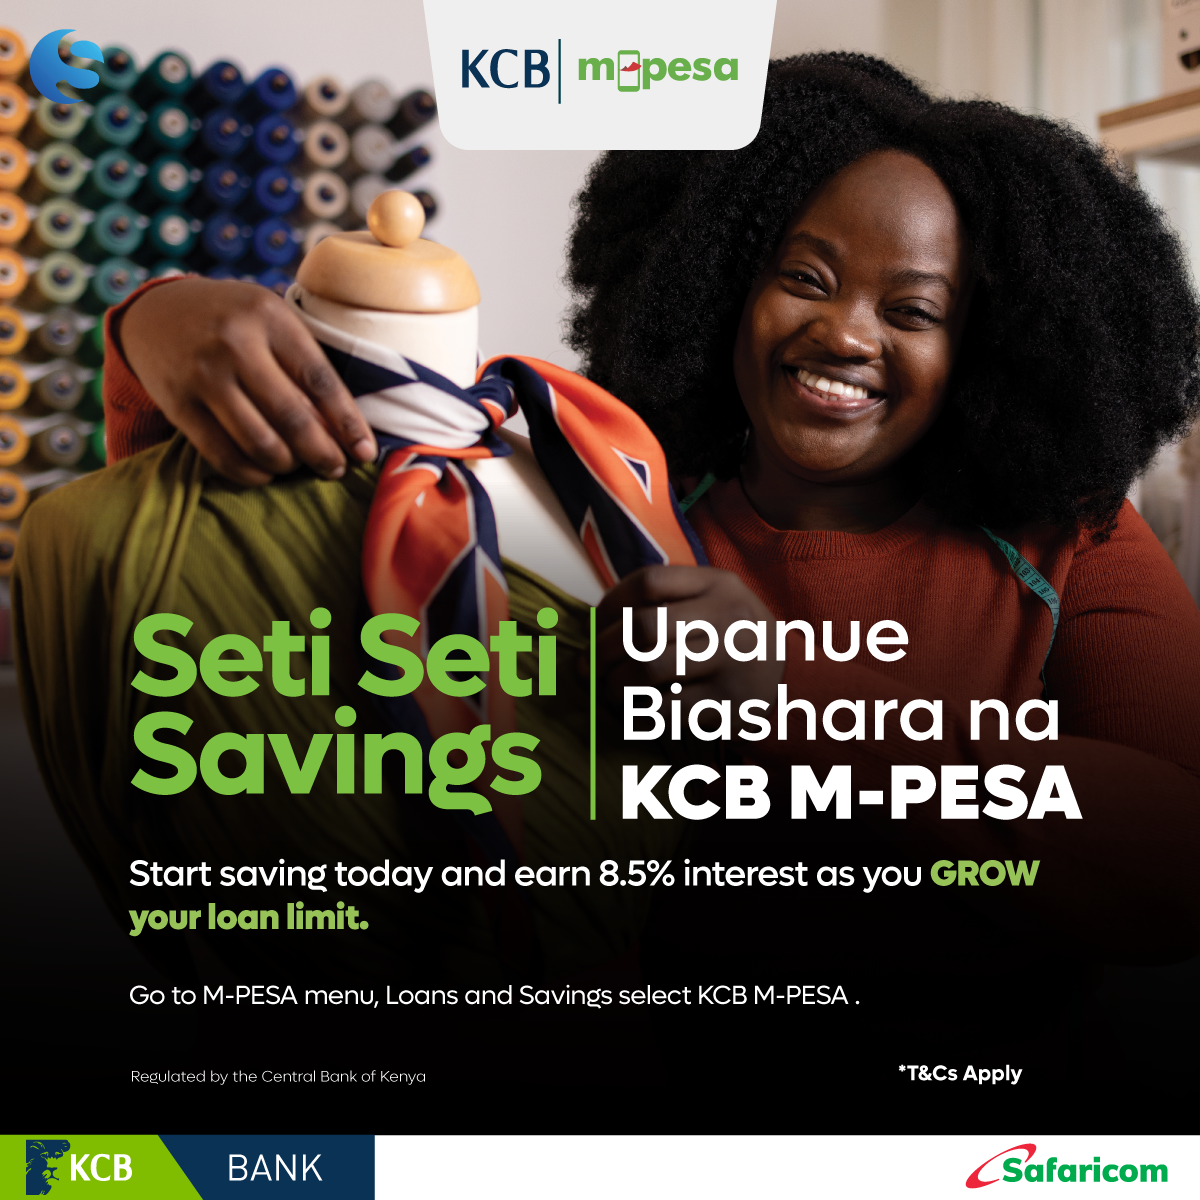 KCB m-pesa
Seti Seti
Savings
Upanue
Biashara na
KCB M-PESA
Start saving today and earn 8.5% interest as you GROW
your loan limit.
Go to M-PESA menu, Loans and Savings select KCB M-PESA .
Regulated by the Central Bank of Kenya
*T&Cs Apply
KCB BANK
Safaricom